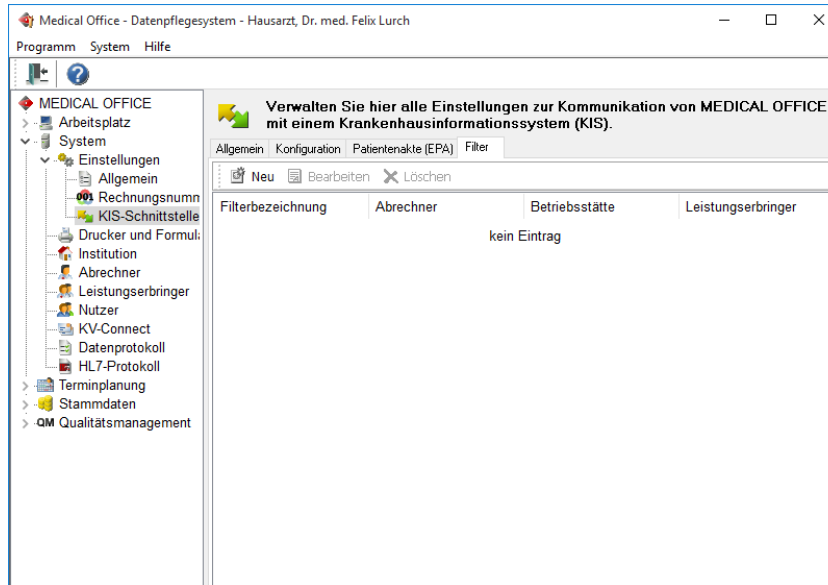 Medical Office - Datenpflegesystem - Hausarzt, Dr. med. Felix Lurch
Programm System Hilfe
MEDICAL OFFICE
Arbeitsplatz
System
Einstellungen
Allgemein
001 Rechnungsnumm
KIS-Schnittstelle
Drucker und Formul
Institution
Abrechner
Leistungserbringer
Nutzer
KV-Connect
Datenprotokoll
HL7-Protokoll
Terminplanung
Stammdaten
QM Qualitätsmanagement
Verwalten Sie hier alle Einstellungen zur Kommunikation von MEDICAL OFFICE
mit einem Krankenhausinformationssystem (KIS).
Allgemein Konfiguration Patientenakte (EPA) Filter
Neu Bearbeiten Löschen
Filterbezeichnung Abrechner Betriebsstätte Leistungserbringer
kein Eintrag